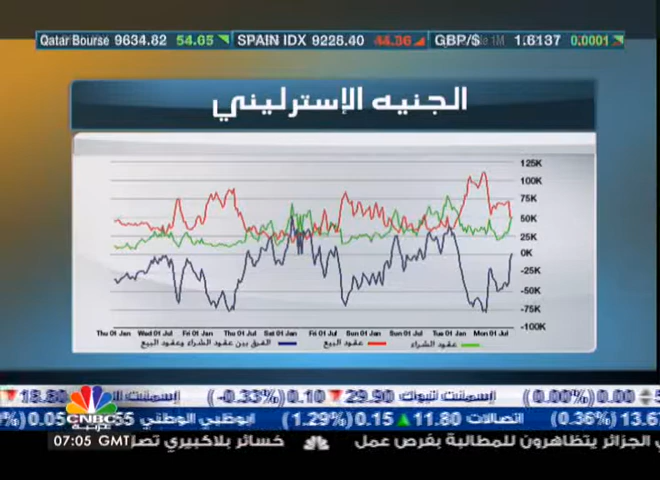 Qatar Bourse 9634.82 54.65 SPAIN IDX 9228.40 44.36 GBP/$ 1.6137 0.0001
الجنيه الإسترليني
125K
100K
75K
50K
25K
0K
-25K
-50K
-75K
-100K
Thu 01 Jan Wed 01 Jul Fri 01 Jan Thu 01 Jul Sat 01 Jan Fri 01 Jul Sun 01 Jan Sun 01 Jul Tue 01 Jan Mon 01 Jul
عقود الشراء عقود البيع الفرق بين عقود الشراء وعقود البيع
(0.00%) 0.00 إسمنت تبوك 29.90 0.10 (-0.33%)
(0.36%) اتصالات 11.80 0.15 (1.29%) ابوظبي الوطني 0.05
CNBC
عربية
07:05 GMT
الجزائر يتظاهرون للمطالبة بفرص عمل خسائر بلاكبيري تصل